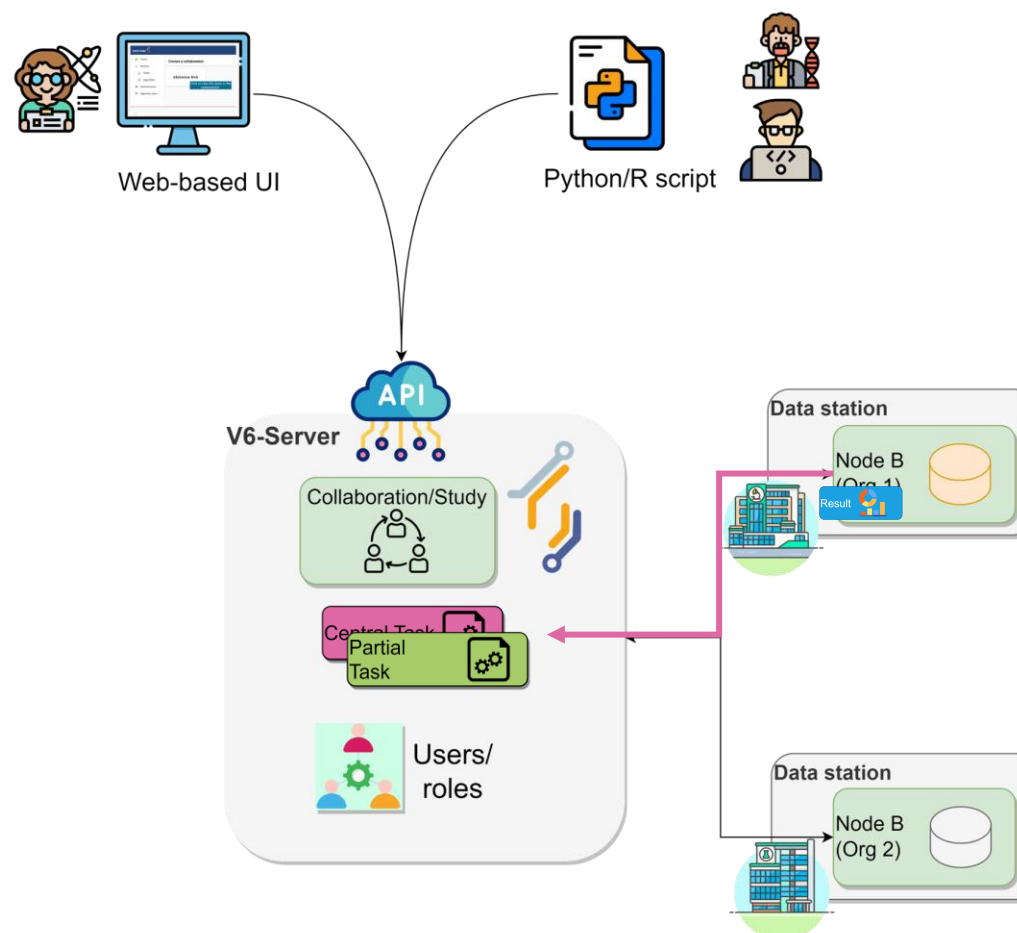 Web-based UI
Python/R script
API
V6-Server
Collaboration/Study
Central Task
Partial
Task
Users/
roles
Data station
Node B
(Org 1)
Result
Data station
Node B
(Org 2)